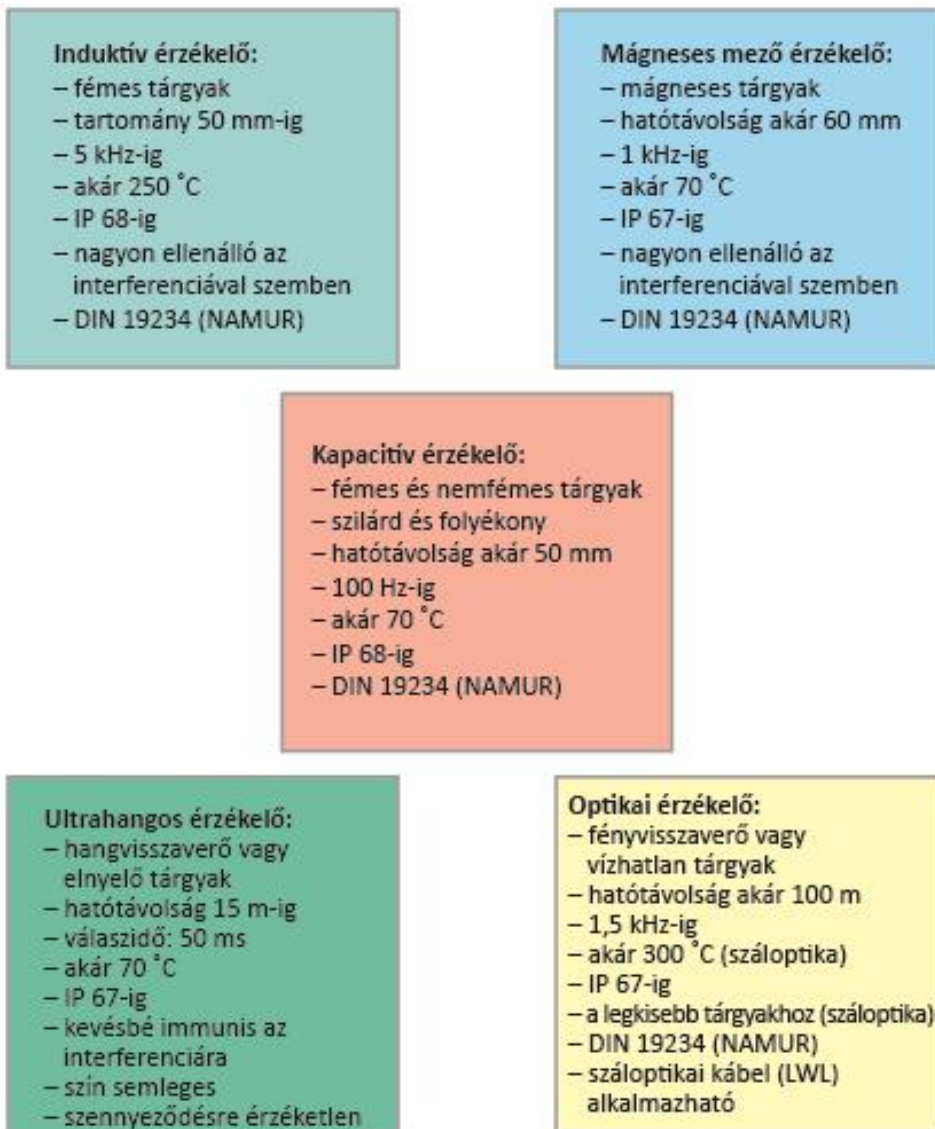 Induktív érzékelő:
– fémes tárgyak
– tartomány 50 mm-ig
– 5 kHz-ig
– akár 250 °C
– IP 68-ig
– nagyon ellenálló az
interferenciával szemben
– DIN 19234 (NAMUR)
Mágneses mező érzékelő:
– mágneses tárgyak
– hatótávolság akár 60 mm
– 1 kHz-ig
– akár 70 °C
– IP 67-ig
– nagyon ellenálló az
interferenciával szemben
– DIN 19234 (NAMUR)
Kapacitív érzékelő:
– fémes és nemfémes tárgyak
– szilárd és folyékony
– hatótávolság akár 50 mm
– 100 Hz-ig
– akár 70 °C
– IP 68-ig
– DIN 19234 (NAMUR)
Ultrahangos érzékelő:
– hangvisszaverő vagy
elnyelő tárgyak
– hatótávolság 15 m-ig
– válaszidő: 50 ms
– akár 70 °C
– IP 67-ig
– kevésbé immunis az
interferenciára
– szín semleges
– szennyeződésre érzéketlen
Optikai érzékelő:
– fényvisszaverő vagy
vízhatlan tárgyak
– hatótávolság akár 100 m
– 1,5 kHz-ig
– akár 300 °C (száloptika)
– IP 67-ig
– a legkisebb tárgyakhoz (száloptika)
– DIN 19234 (NAMUR)
– száloptikai kábel (LWL)
alkalmazható